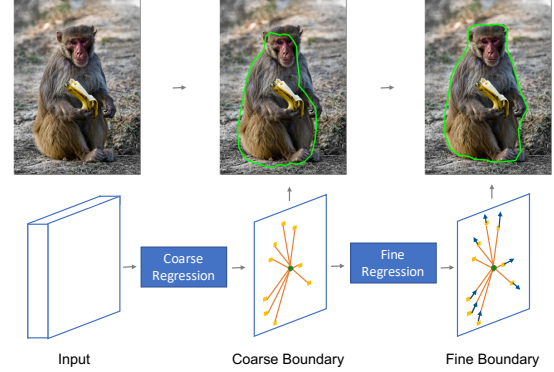 Coarse
Regression
Fine
Regression
Input
Coarse Boundary
Fine Boundary